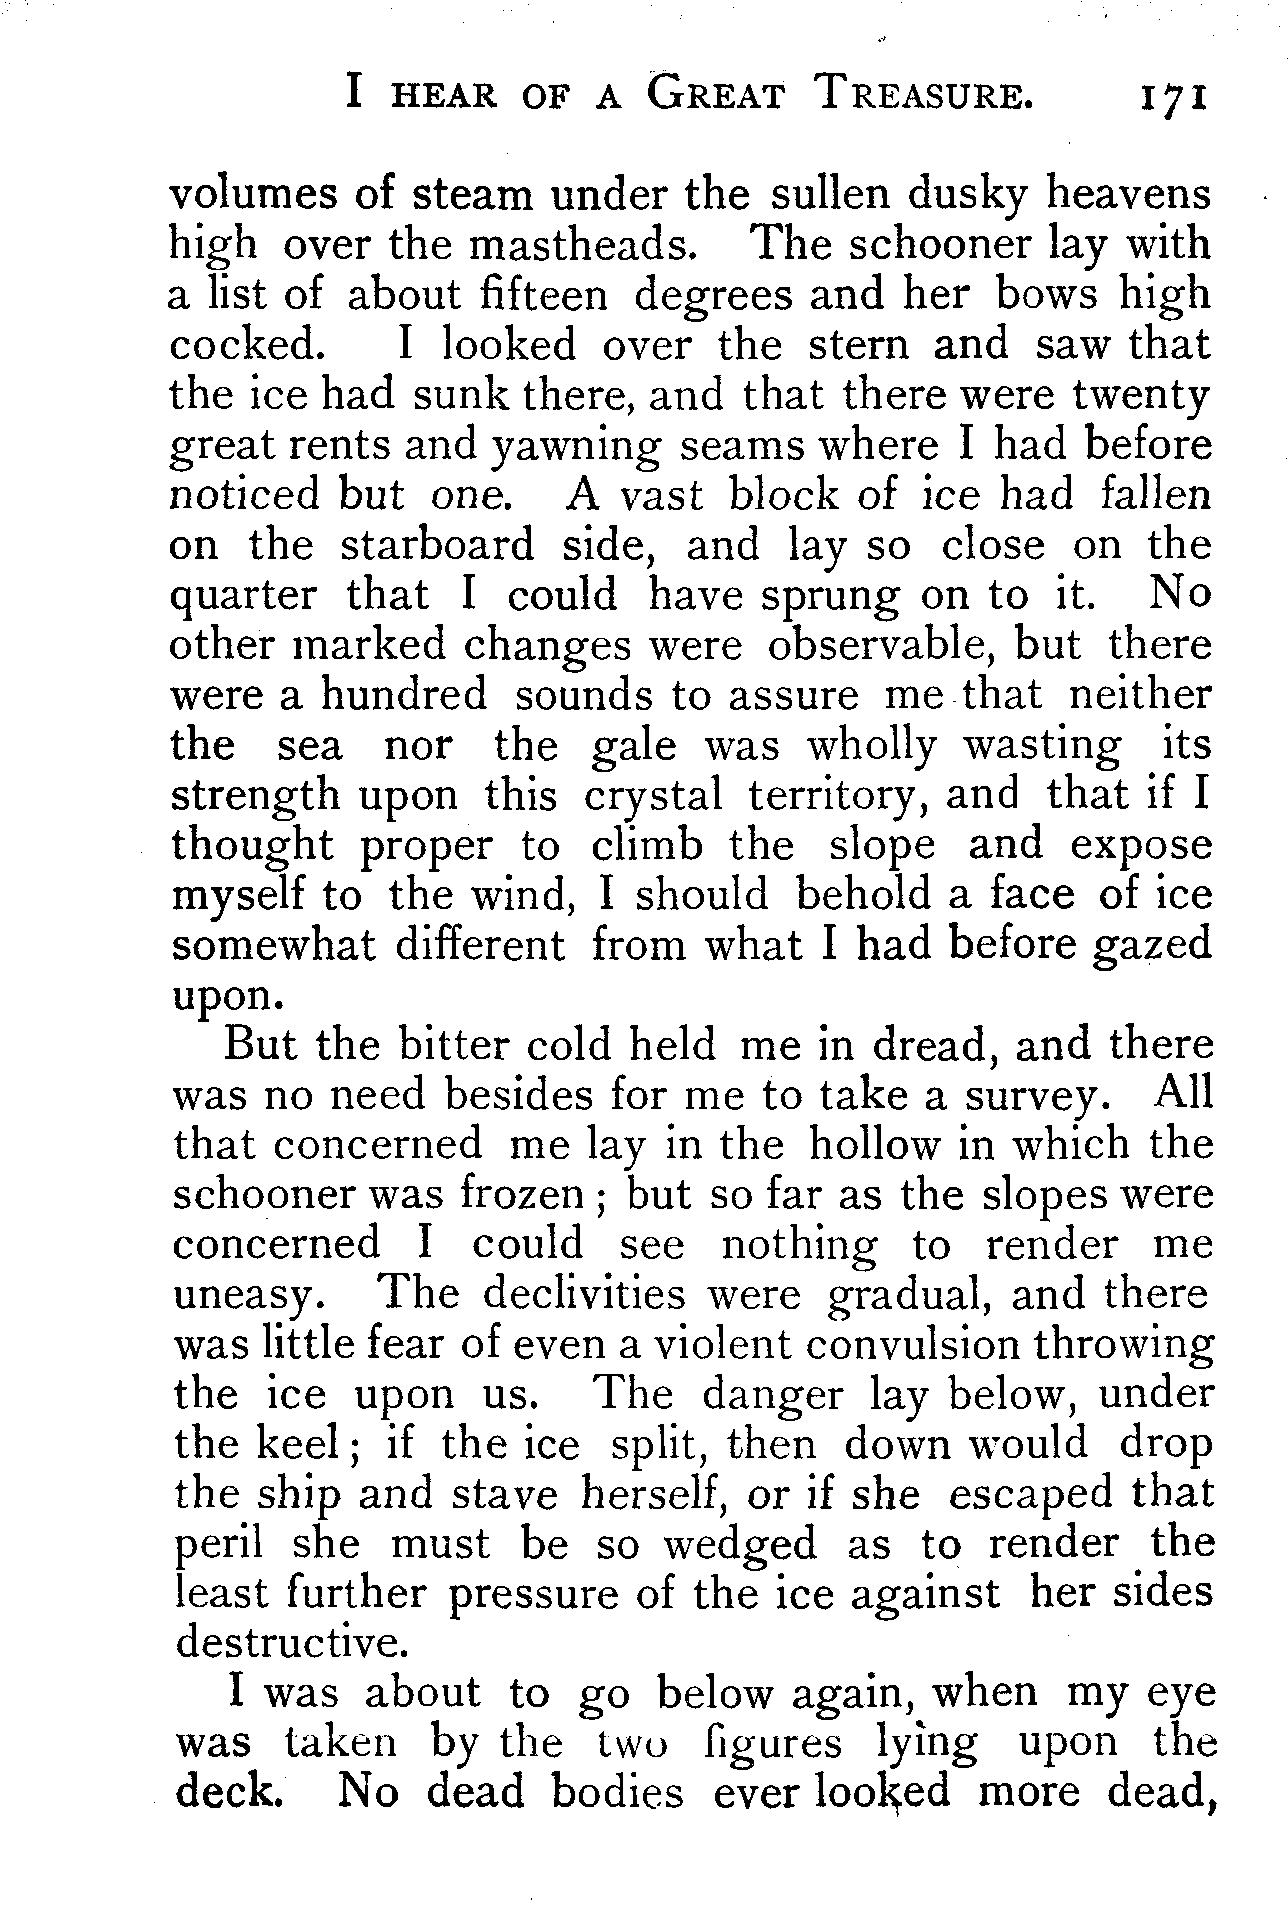 I HEAR OF A GREAT TREASURE. 171
volumes of steam under the sullen dusky heavens
high over the mastheads. The schooner lay with
a list of about fifteen degrees and her bows high
cocked. I looked over the stern and saw that
the ice had sunk there, and that there were twenty
great rents and yawning seams where I had before
noticed but one. A vast block of ice had fallen
on the starboard side, and lay so close on the
quarter that I could have sprung on to it. No
other marked changes were observable, but there
were a hundred sounds to assure me that neither
the sea nor the gale was wholly wasting its
strength upon this crystal territory, and that if I
thought proper to climb the slope and expose
myself to the wind, I should behold a face of ice
somewhat different from what I had before gazed
upon.
But the bitter cold held me in dread, and there
was no need besides for me to take a survey. All
that concerned me lay in the hollow in which the
schooner was frozen ; but so far as the slopes were
concerned I could see nothing to render me
uneasy. The declivities were gradual, and there
was little fear of even a violent convulsion throwing
the ice upon us. The danger lay below, under
the keel ; if the ice split, then down would drop
the ship and stave herself, or if she escaped that
peril she must be so wedged as to render the
least further pressure of the ice against her sides
destructive.
I was about to go below again, when my eye
was taken by the two figures lying upon the
deck. No dead bodies ever looked more dead,